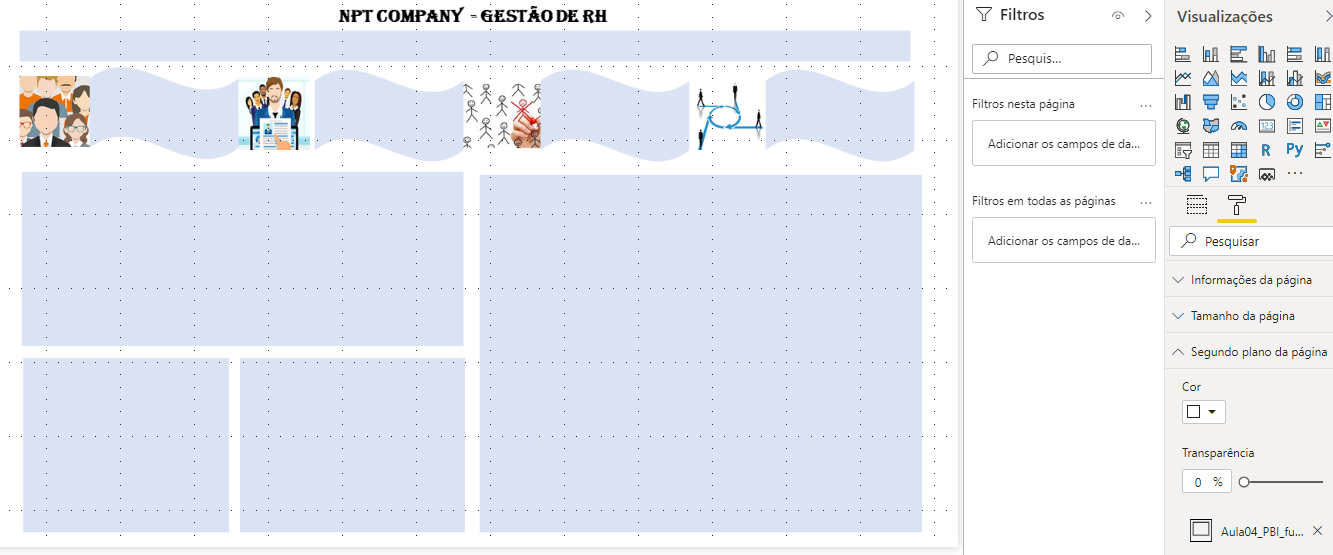 NPT COMPANY - GESTÃO DE RH
Filtros
Pesquis...
Filtros nesta página
...
Adicionar os campos de da...
Filtros em todas as páginas
...
Adicionar os campos de da...
Visualizações
123
R
Py
...
Pesquisar
Informações da página
Tamanho da página
Segundo plano da página
Cor
Transparência
0 %
Aula04_PBI_fu...